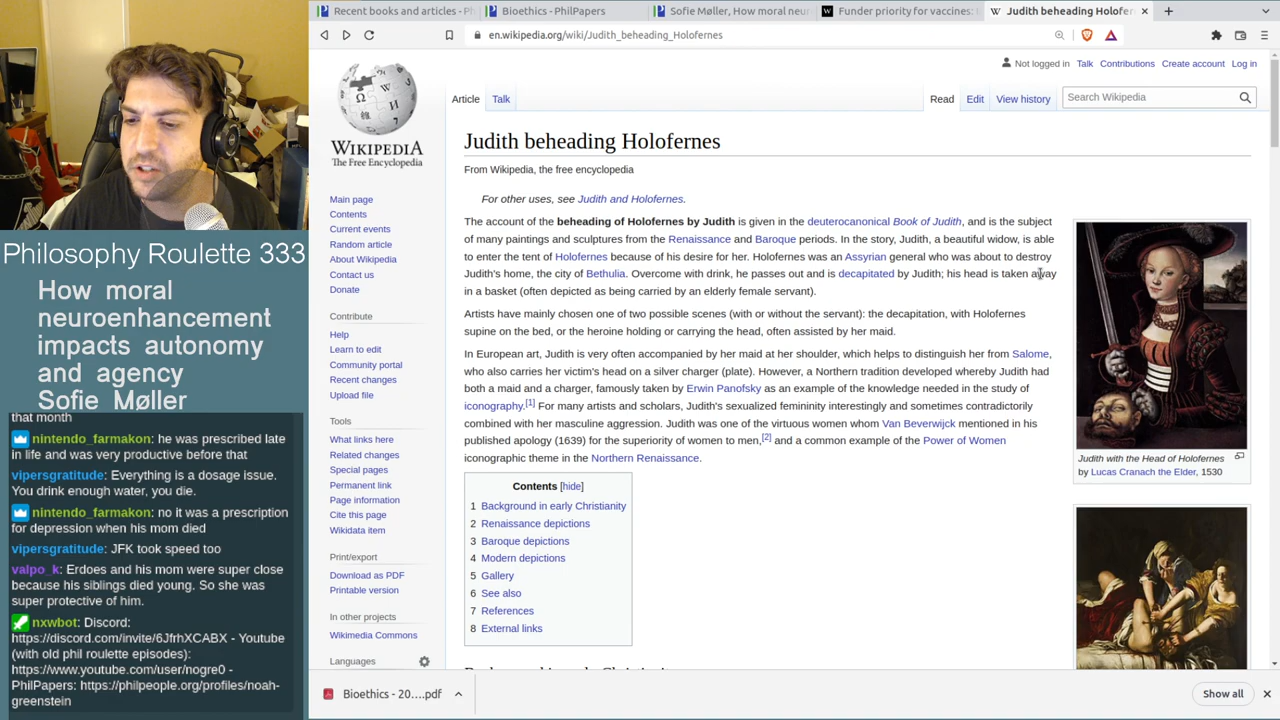 Recent books and articles - Ph
Bioethics - PhilPapers
Sofie Møller, How moral neur
Funder priority for vaccines:
Judith beheading Holofer
en.wikipedia.org/wiki/Judith_beheading_Holofernes
Not logged in Talk Contributions Create account Log in
Article Talk
Read Edit View history
Search Wikipedia
WIKIPEDIA
The Free Encyclopedia
Main page
Contents
Current events
Random article
About Wikipedia
Contact us
Donate
Contribute
Help
Learn to edit
Community portal
Recent changes
Upload file
Tools
What links here
Related changes
Special pages
Permanent link
Page information
Cite this page
Wikidata item
Print/export
Download as PDF
Printable version
In other projects
Wikimedia Commons
Languages
Judith beheading Holofernes
From Wikipedia, the free encyclopedia
For other uses, see Judith and Holofernes.
The account of the beheading of Holofernes by Judith is given in the deuterocanonical Book of Judith, and is the subject
of many paintings and sculptures from the Renaissance and Baroque periods. In the story, Judith, a beautiful widow, is able
to enter the tent of Holofernes because of his desire for her. Holofernes was an Assyrian general who was about to destroy
Judith's home, the city of Bethulia. Overcome with drink, he passes out and is decapitated by Judith; his head is taken away
in a basket (often depicted as being carried by an elderly female servant).
Artists have mainly chosen one of two possible scenes (with or without the servant): the decapitation, with Holofernes
supine on the bed, or the heroine holding or carrying the head, often assisted by her maid.
In European art, Judith is very often accompanied by her maid at her shoulder, which helps to distinguish her from Salome,
who also carries her victim's head on a silver charger (plate). However, a Northern tradition developed whereby Judith had
both a maid and a charger, famously taken by Erwin Panofsky as an example of the knowledge needed in the study of
iconography.[1] For many artists and scholars, Judith's sexualized femininity interestingly and sometimes contradictorily
combined with her masculine aggression. Judith was one of the virtuous women whom Van Beverwijck mentioned in his
published apology (1639) for the superiority of women to men,[2] and a common example of the Power of Women
iconographic theme in the Northern Renaissance.
Contents [hide]
1 Background in early Christianity
2 Renaissance depictions
3 Baroque depictions
4 Modern depictions
5 Gallery
6 See also
7 References
8 External links
Judith with the Head of Holofernes
by Lucas Cranach the Elder, 1530
Bioethics - 20....pdf
Show all
Philosophy Roulette 333
How moral
neuroenhancement
impacts autonomy
and agency
Sofie Møller
that month
nintendo_farmakon: he was prescribed late
in life and was very productive before that
vipersgratitude: Everything is a dosage issue.
You drink enough water, you die.
nintendo_farmakon: no it was a prescription
for depression when his mom died
vipersgratitude: JFK took speed too
valpo_k: Erdoes and his mom were super close
because his siblings died young. So she was
super protective of him.
nxwbot: Discord:
https://discord.com/invite/6JfrhXCABX - Youtube
(with old phil roulette episodes):
https://www.youtube.com/user/nogre0 -
PhilPapers: https://philpeople.org/profiles/noah-
greenstein